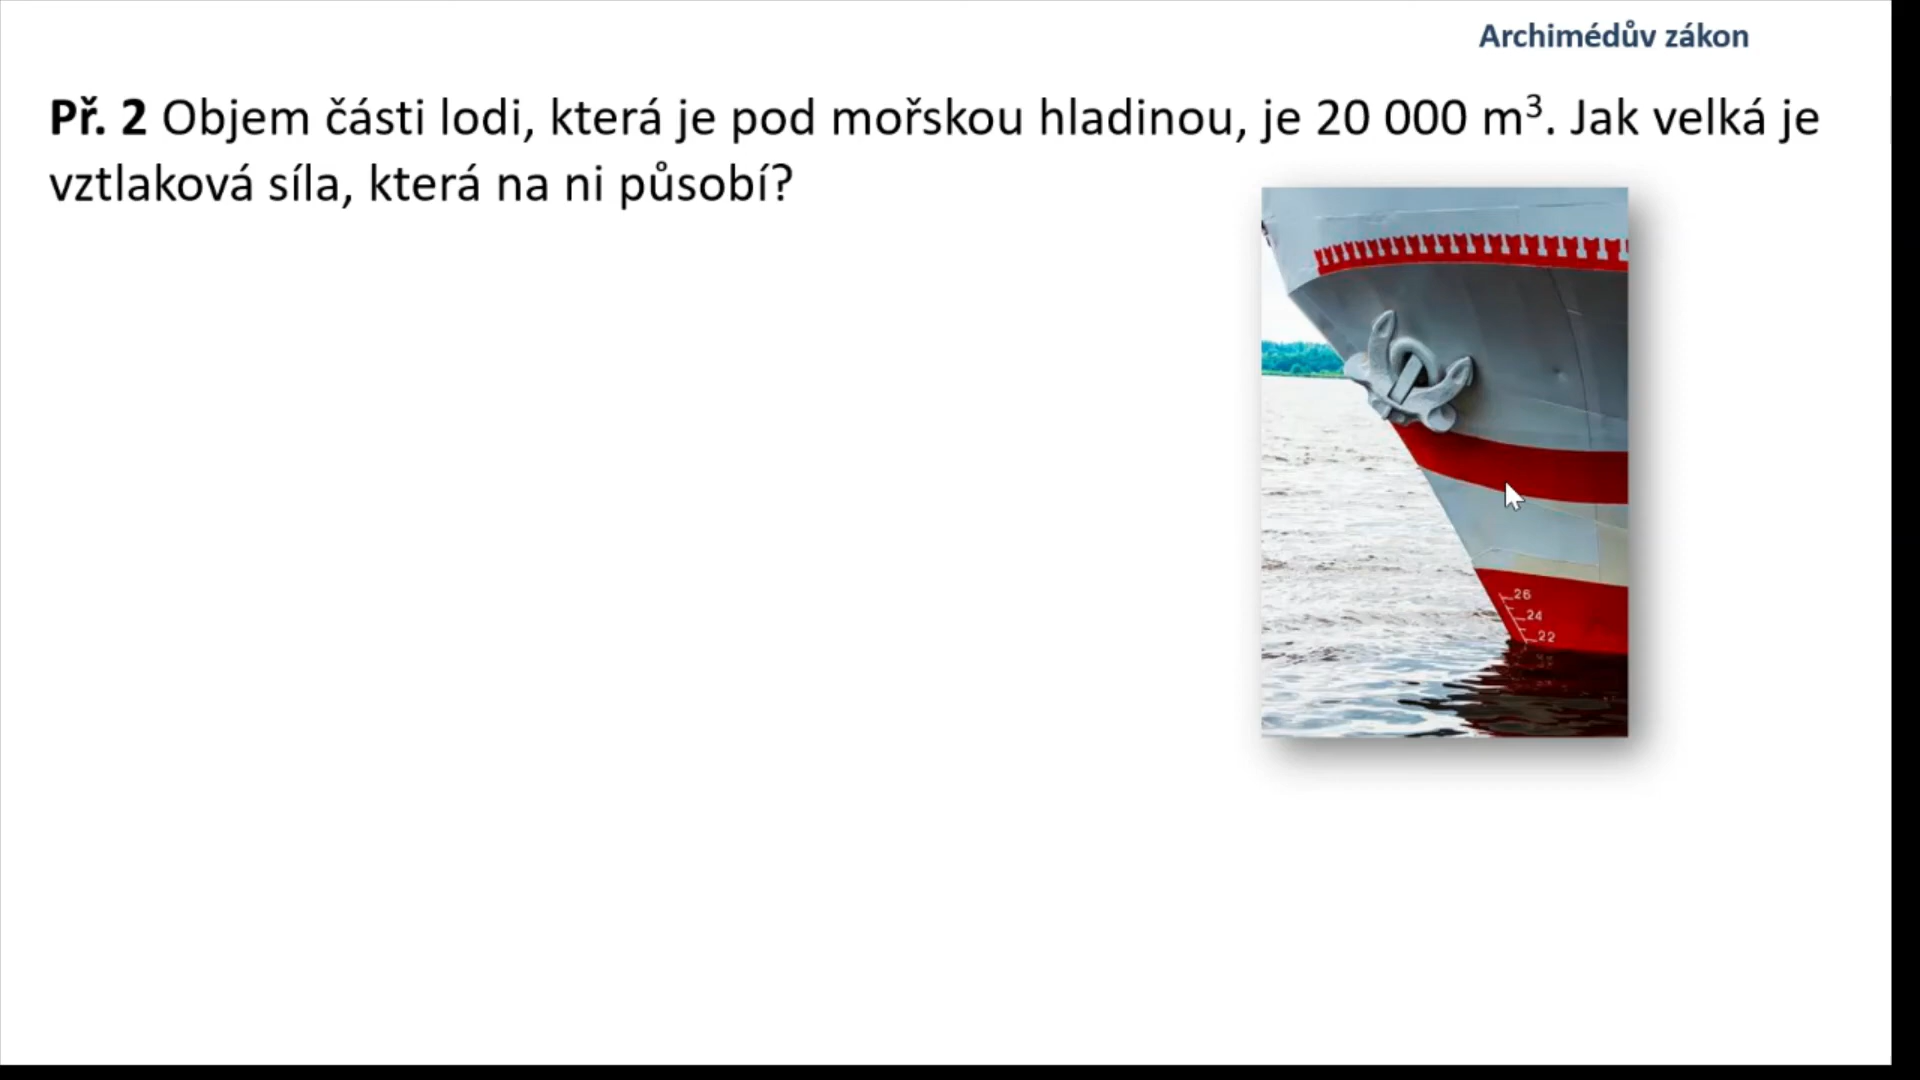 Archimédův zákon
Př. 2 Objem části lodi, která je pod mořskou hladinou, je 20 000 m³. Jak velká je
vztlaková síla, která na ni působí?
26
24
22